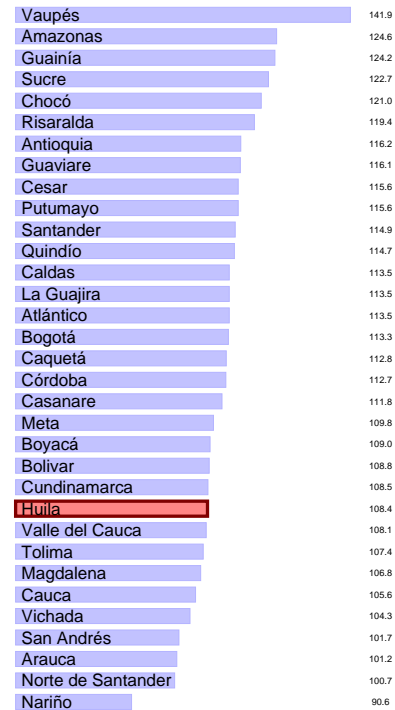 Vaupés 141.9
Amazonas 124.6
Guainía 124.2
Sucre 122.7
Chocó 121.0
Risaralda 119.4
Antioquia 116.2
Guaviare 116.1
Cesar 115.6
Putumayo 115.6
Santander 114.9
Quindío 114.7
Caldas 113.5
La Guajira 113.5
Atlántico 113.5
Bogotá 113.3
Caquetá 112.8
Córdoba 112.7
Casanare 111.8
Meta 109.8
Boyacá 109.0
Bolivar 108.8
Cundinamarca 108.5
Huila 108.4
Valle del Cauca 108.1
Tolima 107.4
Magdalena 106.8
Cauca 105.6
Vichada 104.3
San Andrés 101.7
Arauca 101.2
Norte de Santander 100.7
Nariño 90.6